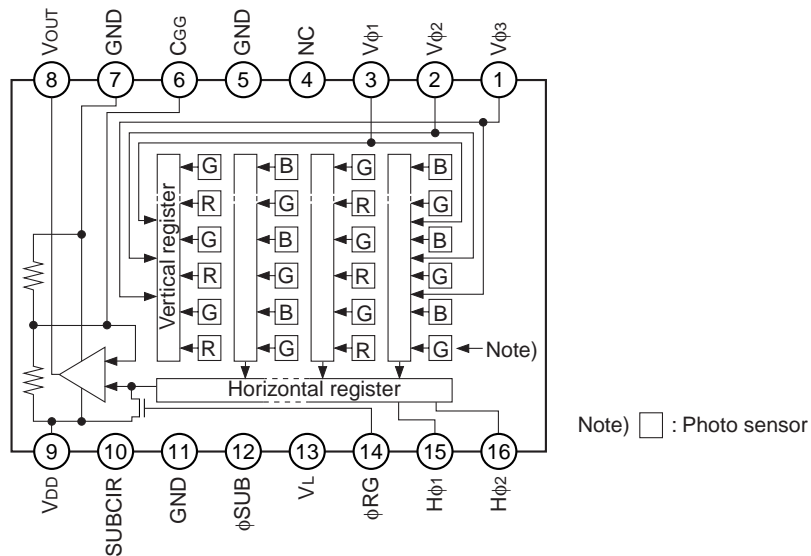 VOUT GND CGG GND NC Vϕ1 Vϕ2 Vϕ3
8 7 6 5 4 3 2 1
Vertical register
G B G B
R G R G
G B G B
R G R G
G B G B
R G R G
Note)
Horizontal register
Note) : Photo sensor
9 10 11 12 13 14 15 16
VDD SUBCIR GND ϕSUB VL ϕRG Hϕ1 Hϕ2